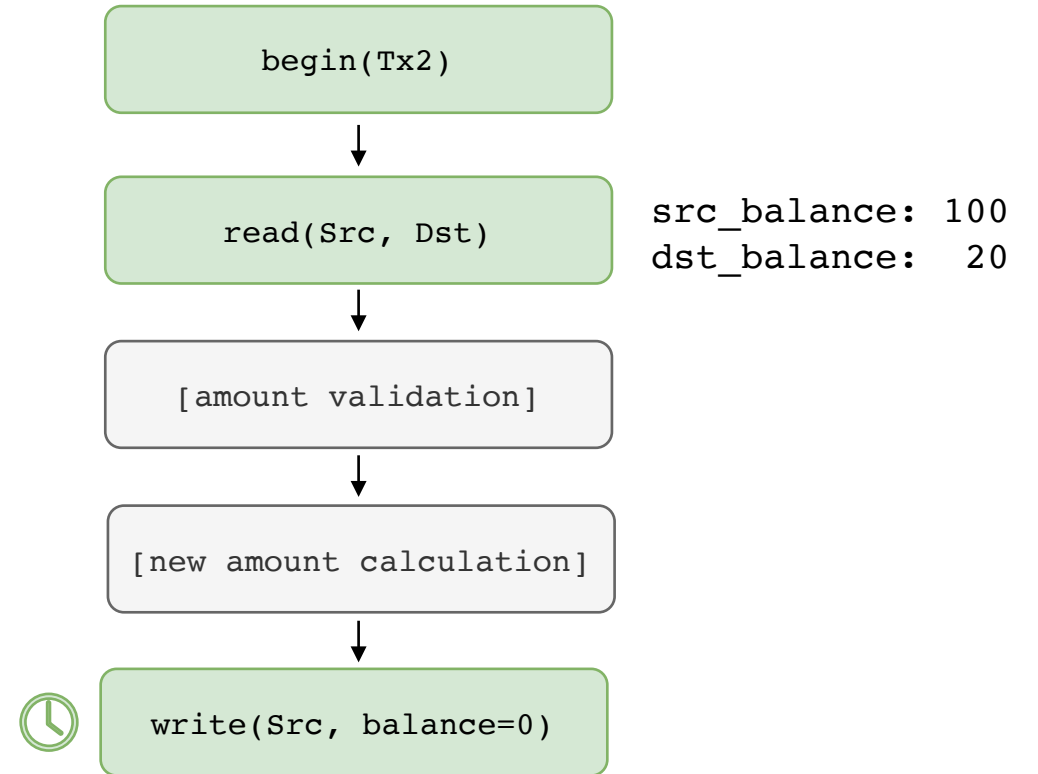 begin(Tx2)
read(Src, Dst)
src_balance: 100
dst_balance:  20
[amount validation]
[new amount calculation]
write(Src, balance=0)